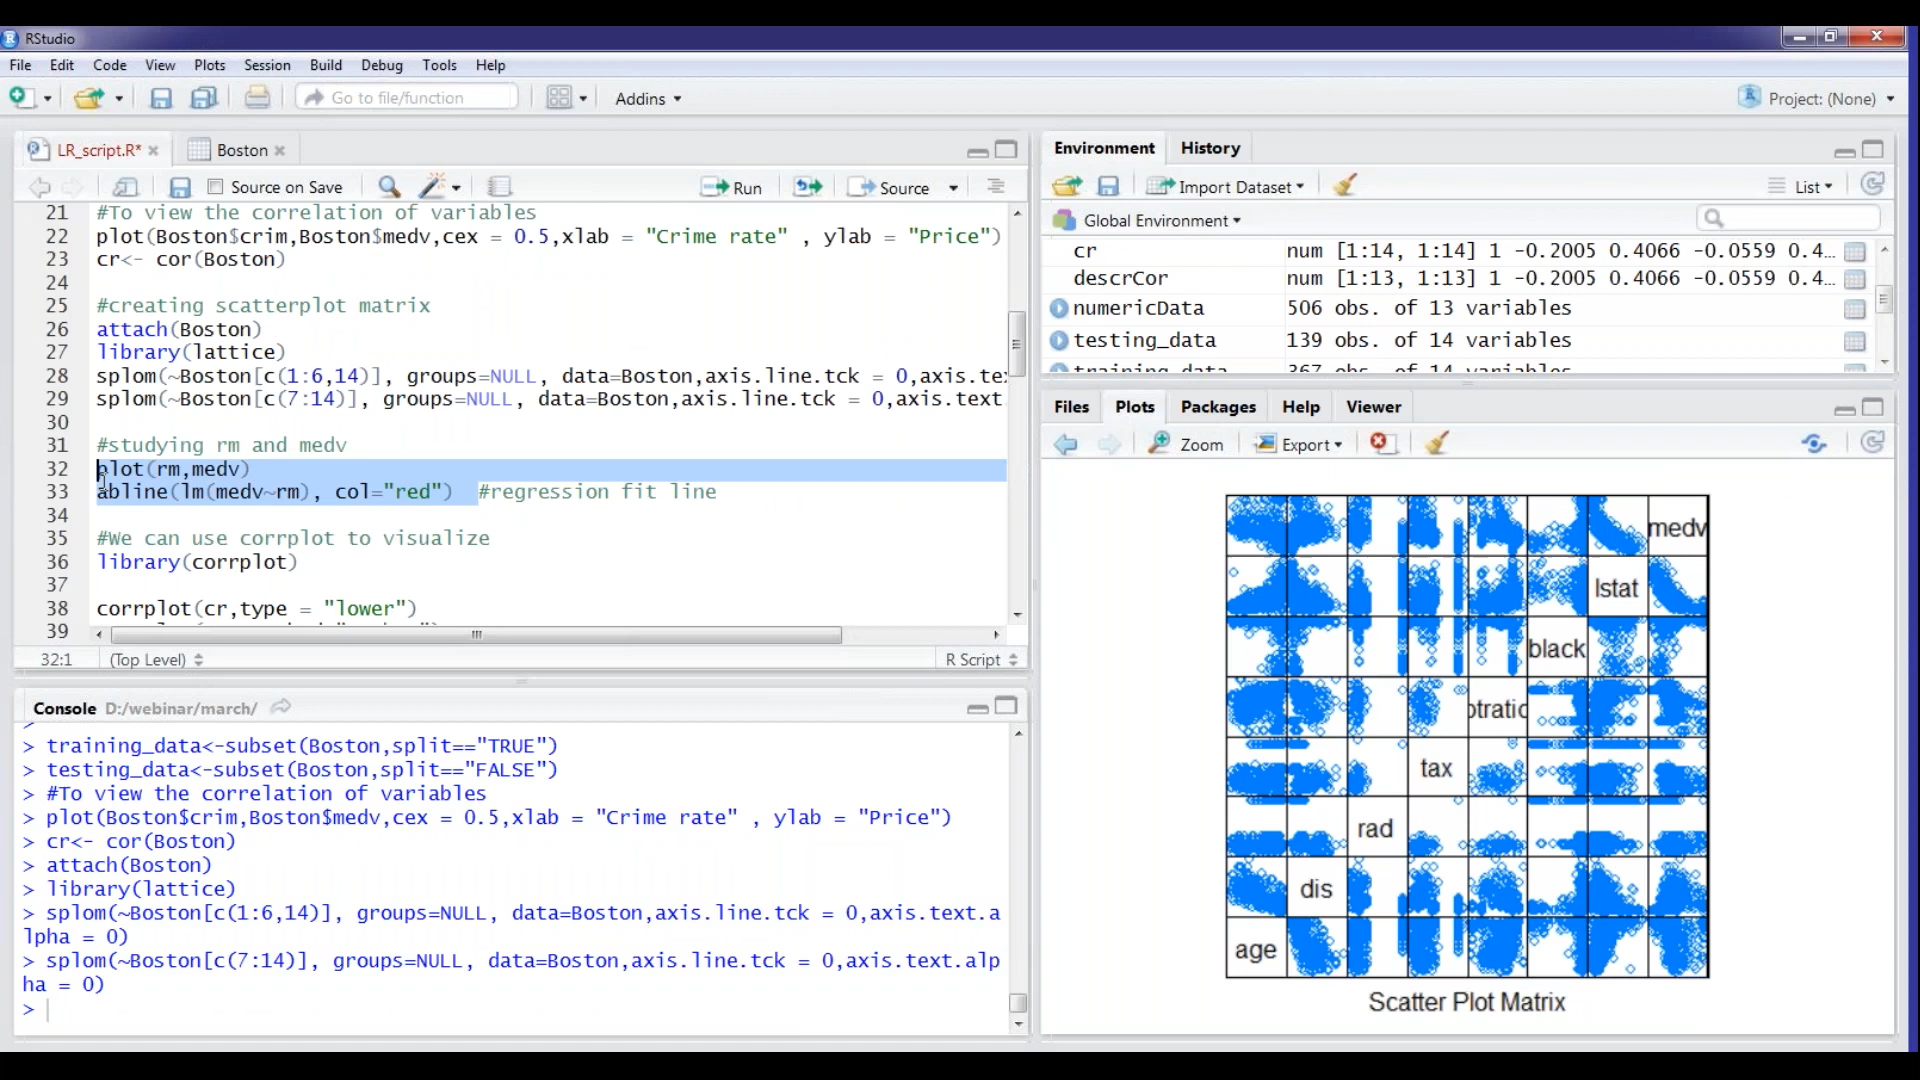 RStudio
File Edit Code View Plots Session Build Debug Tools Help
Go to file/function Addins Project: (None)
LR_script.R* Boston
Source on Save Run Source
21 #To view the correlation of variables
22 plot(Boston$crim,Boston$medv,cex = 0.5,xlab = "Crime rate" , ylab = "Price")
23 cr<- cor(Boston)
24
25 #creating scatterplot matrix
26 attach(Boston)
27 library(lattice)
28 splom(~Boston[c(1:6,14)], groups=NULL, data=Boston,axis.line.tck = 0,axis.te
29 splom(~Boston[c(7:14)], groups=NULL, data=Boston,axis.line.tck = 0,axis.text.
30
31 #studying rm and medv
32 plot(rm,medv)
33 abline(lm(medv~rm), col="red") #regression fit line
34
35 #We can use corrplot to visualize
36 library(corrplot)
37
38 corrplot(cr,type = "lower")
39
32:1 (Top Level) R Script
Console D:/webinar/march/
>
> training_data<-subset(Boston,split=="TRUE")
> testing_data<-subset(Boston,split=="FALSE")
> #To view the correlation of variables
> plot(Boston$crim,Boston$medv,cex = 0.5,xlab = "Crime rate" , ylab = "Price")
> cr<- cor(Boston)
> attach(Boston)
> library(lattice)
> splom(~Boston[c(1:6,14)], groups=NULL, data=Boston,axis.line.tck = 0,axis.text.a
lpha = 0)
> splom(~Boston[c(7:14)], groups=NULL, data=Boston,axis.line.tck = 0,axis.text.alp
ha = 0)
>
Environment History
Import Dataset List
Global Environment
cr num [1:14, 1:14] 1 -0.2005 0.4066 -0.0559 0.4...
descrCor num [1:13, 1:13] 1 -0.2005 0.4066 -0.0559 0.4...
numericData 506 obs. of 13 variables
testing_data 139 obs. of 14 variables
training_data 367 obs. of 14 variables
Files Plots Packages Help Viewer
Zoom Export
medv
lstat
black
ptratio
tax
rad
dis
age
Scatter Plot Matrix